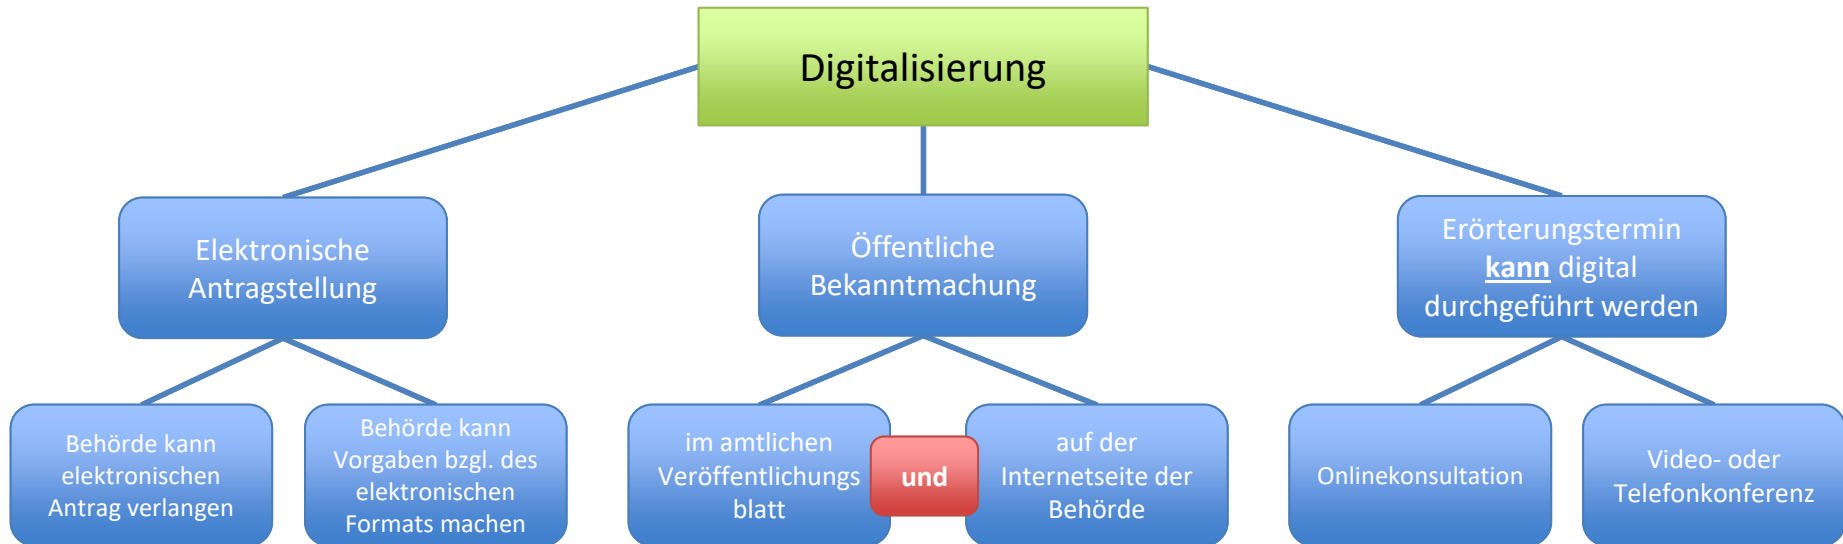 Digitalisierung
Elektronische
Antragstellung
Öffentliche
Bekanntmachung
Erörterungstermin
kann digital
durchgeführt werden
Behörde kann
elektronischen
Antrag verlangen
Behörde kann
Vorgaben bzgl. des
elektronischen
Formats machen
im amtlichen
Veröffentlichungs
blatt
und
auf der
Internetseite der
Behörde
Onlinekonsultation
Video- oder
Telefonkonferenz